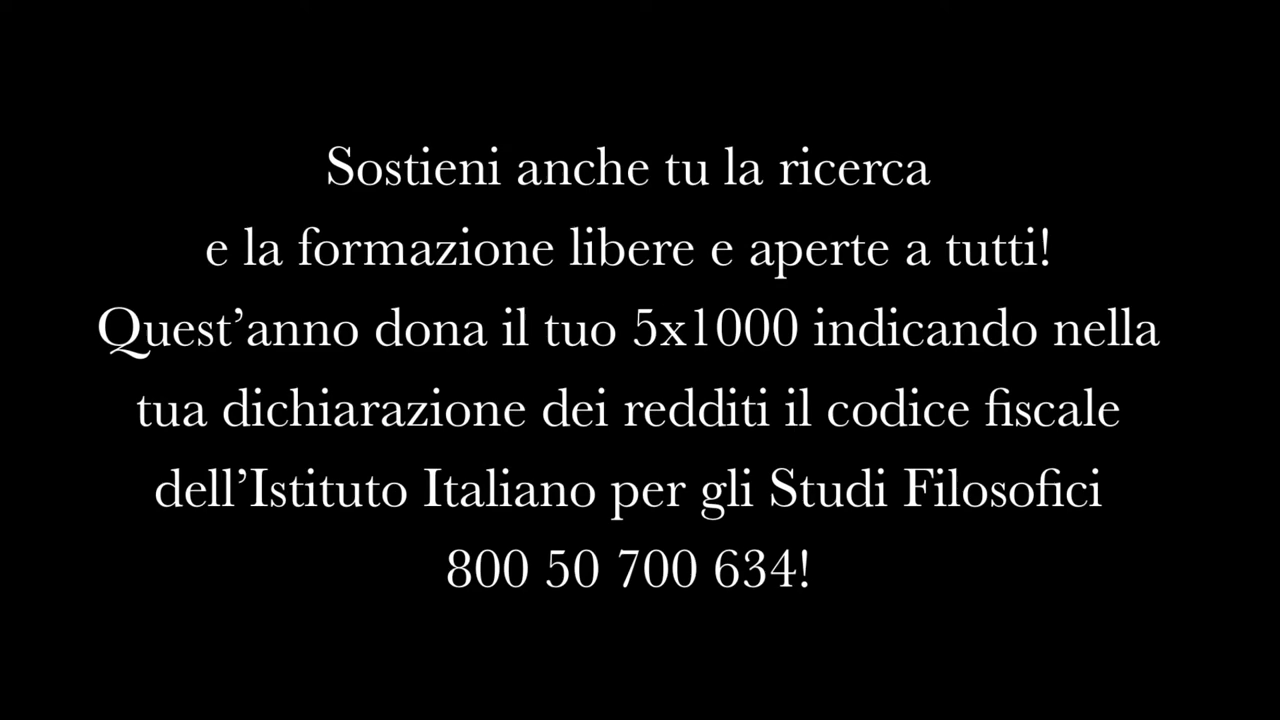 Sostieni anche tu la ricerca
e la formazione libere e aperte a tutti!
Quest’anno dona il tuo 5x1000 indicando nella
tua dichiarazione dei redditi il codice fiscale
dell’Istituto Italiano per gli Studi Filosofici
800 50 700 634!